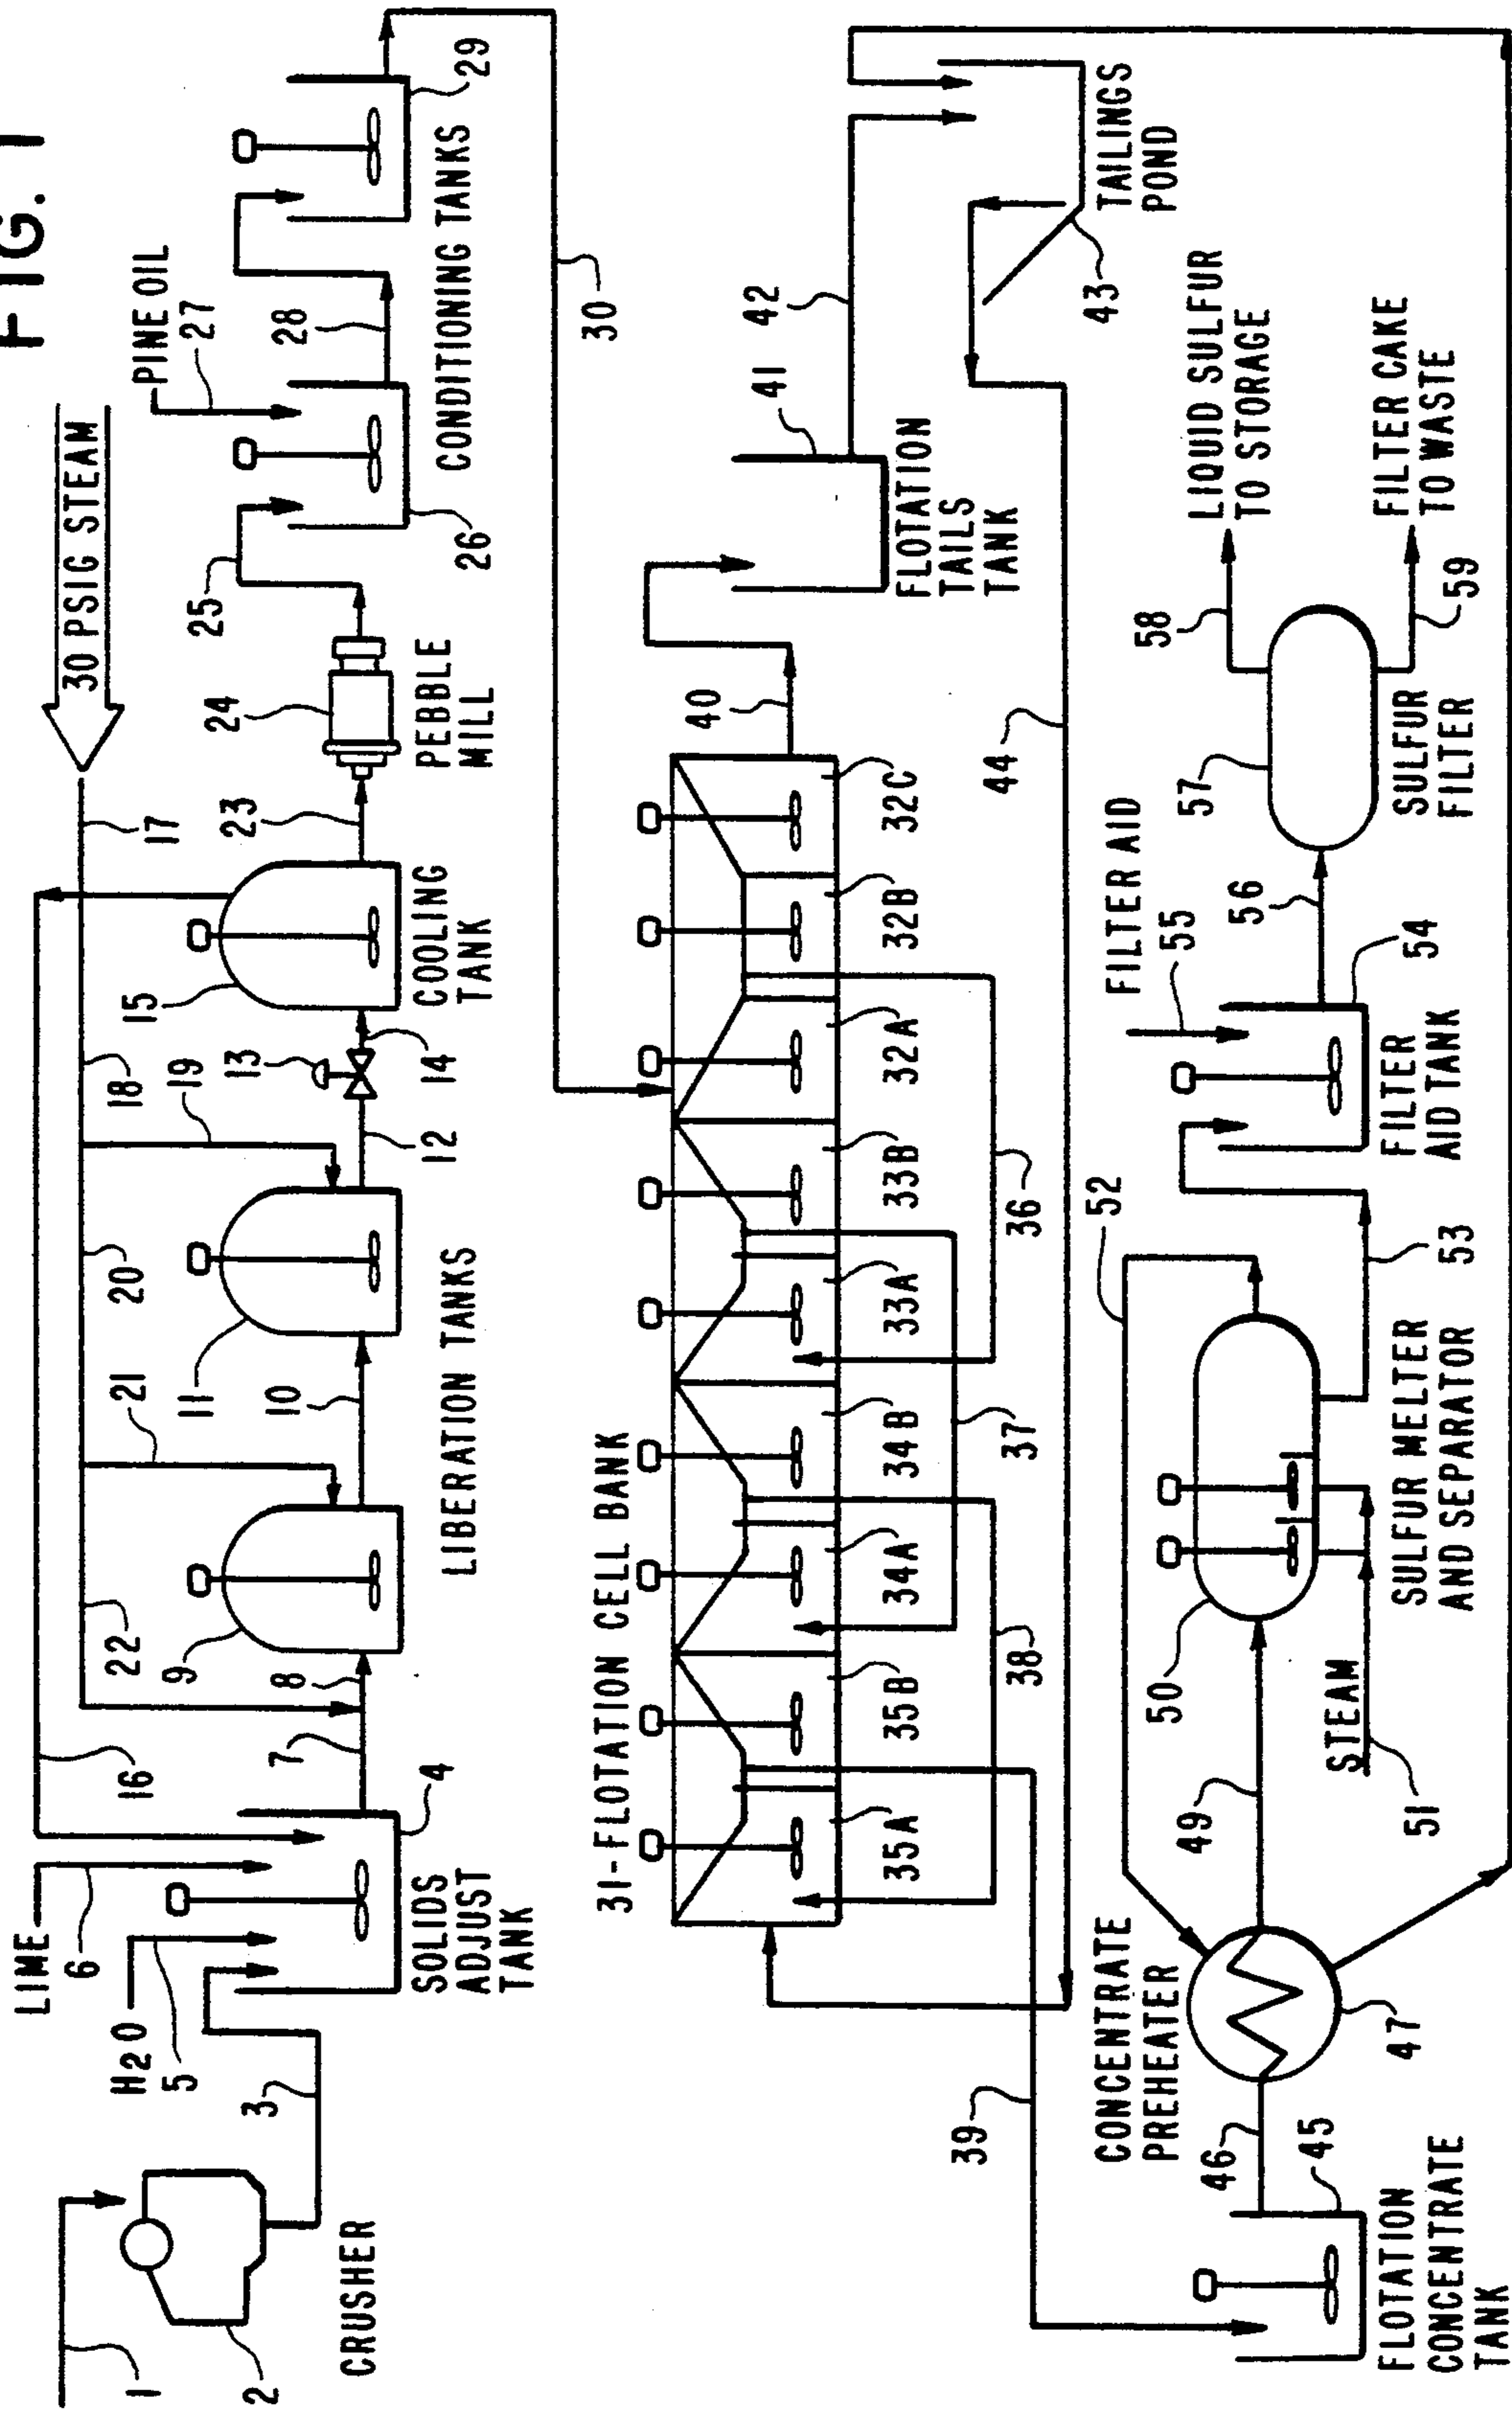 FIG. 1
30 PSIG STEAM
LIME
6
H2O
5
3
1
2
CRUSHER
SOLIDS
ADJUST
TANK
4
16
7
8
9
22
21
10
11
20
LIBERATION TANKS
19
18
12
13
14
15
COOLING
TANK
17
23
24
PEBBLE
MILL
25
26
PINE OIL
27
28
CONDITIONING TANKS
29
30
31-FLOTATION CELL BANK
35A
35B
34A
34B
33A
33B
32A
32B
32C
36
37
38
39
40
FLOTATION
TAILS
TANK
41
42
43
TAILINGS
POND
44
FLOTATION
CONCENTRATE
TANK
45
46
CONCENTRATE
PREHEATER
47
49
50
STEAM
51
52
SULFUR MELTER
AND SEPARATOR
53
FILTER AID
55
FILTER
AID TANK
54
56
57
SULFUR
FILTER
58
LIQUID SULFUR
TO STORAGE
59
FILTER CAKE
TO WASTE